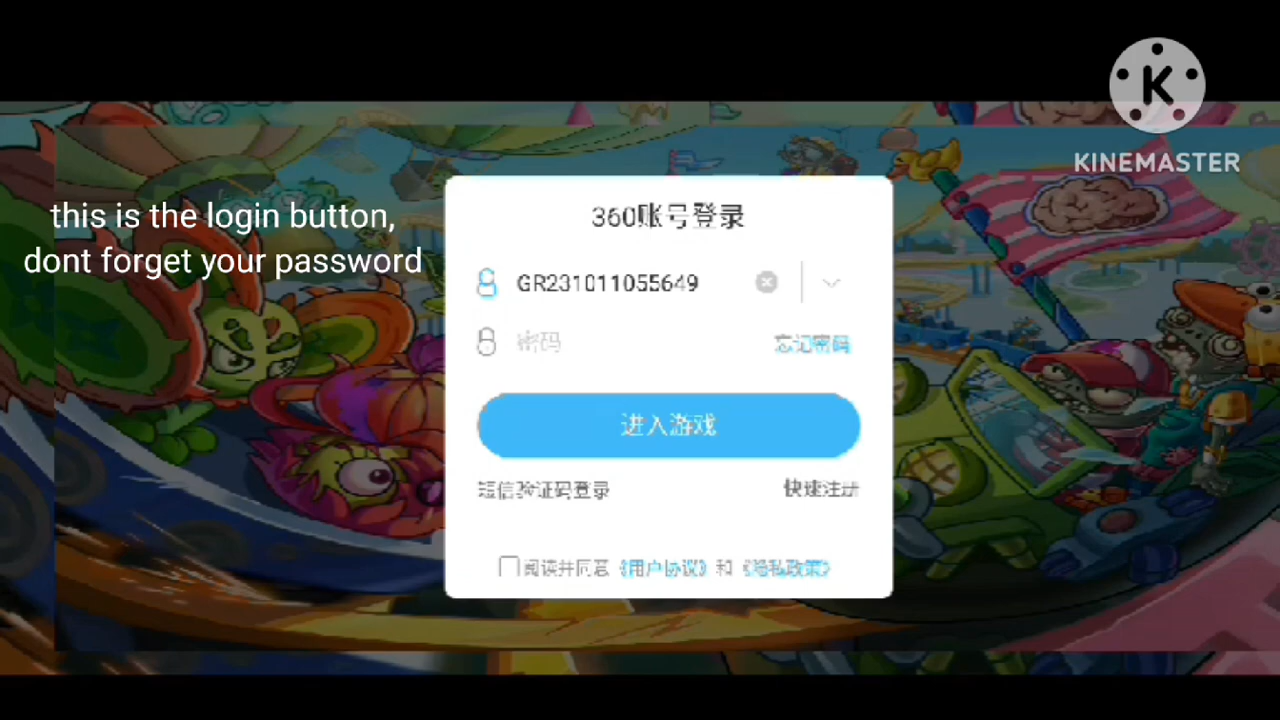 KINEMASTER
this is the login button,
dont forget your password
360账号登录
GR231011055649
密码
忘记密码
进入游戏
短信验证码登录
快速注册
阅读并同意《用户协议》和《隐私政策》